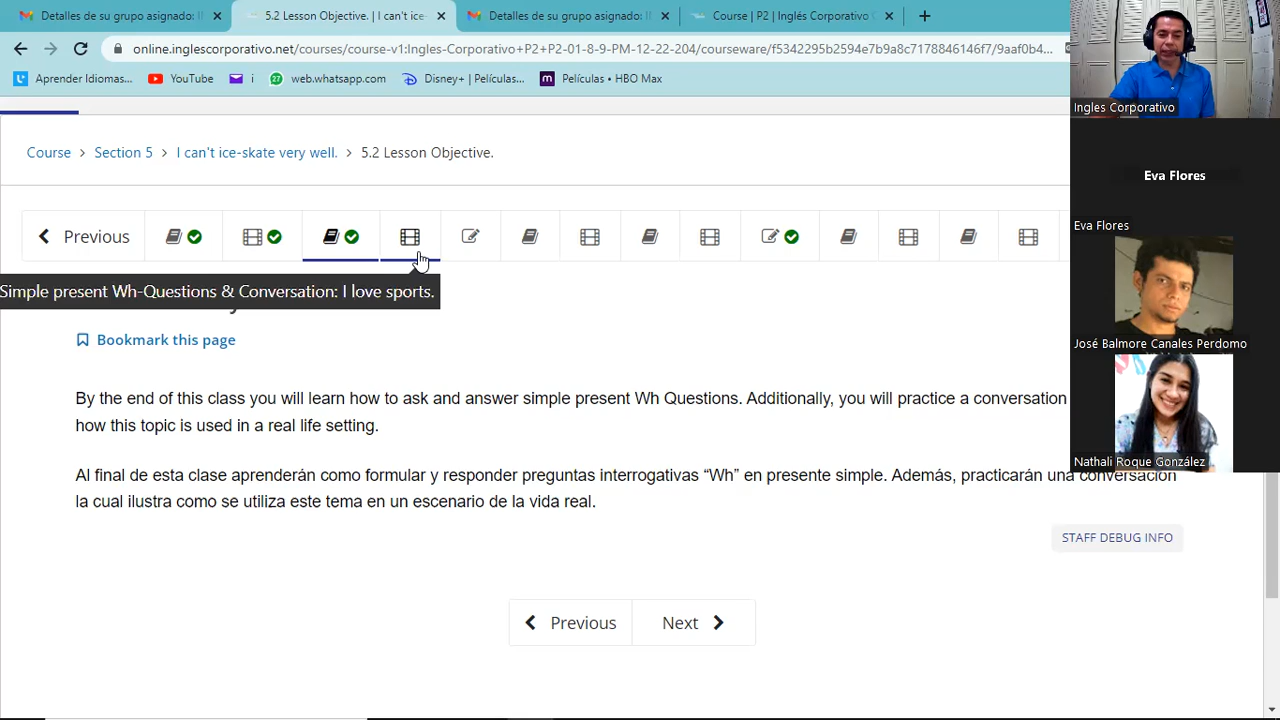 Detalles de su grupo asignado: I
5.2 Lesson Objective. | I can't ice
Detalles de su grupo asignado: I
Course | P2 | Inglés Corporativo
online.inglescorporativo.net/courses/course-v1:Ingles-Corporativo+P2+P2-01-8-9-PM-12-22-204/courseware/
Aprender Idiomas...
YouTube
i
web.whatsapp.com
Disney+ | Películas...
Películas • HBO Max
Course > Section 5 > I can't ice-skate very well. > 5.2 Lesson Objective.
Previous
Simple present Wh-Questions & Conversation: I love sports.
Bookmark this page
By the end of this class you will learn how to ask and answer simple present Wh Questions. Additionally, you will practice a conversation
how this topic is used in a real life setting.
Al final de esta clase aprenderán como formular y responder preguntas interrogativas “Wh” en presente simple. Además, practicarán una conversación
la cual ilustra como se utiliza este tema en un escenario de la vida real.
STAFF DEBUG INFO
Previous
Next
Ingles Corporativo
Eva Flores
Eva Flores
José Balmore Canales Perdomo
Nathali Roque González